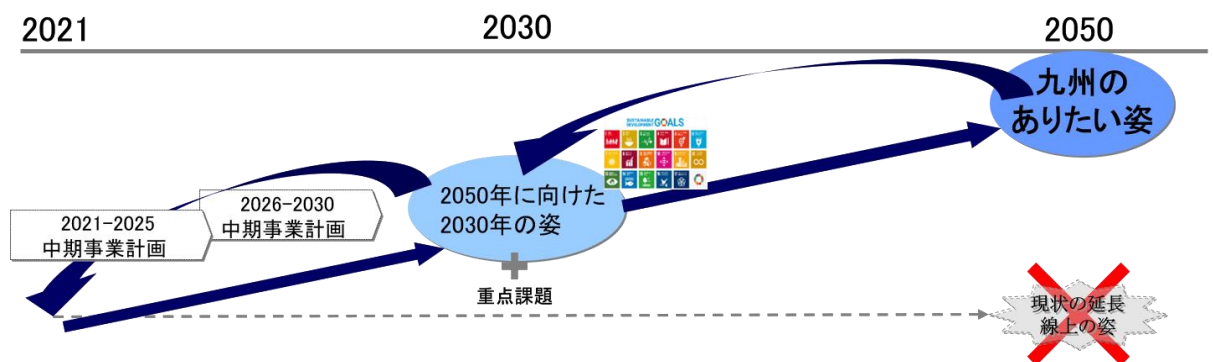 2021
2030
2050
九州の
ありたい姿
SUSTAINABLE
DEVELOPMENT GOALS
2050年に向けた
2030年の姿
2026-2030
中期事業計画
2021-2025
中期事業計画
重点課題
現状の延長
線上の姿